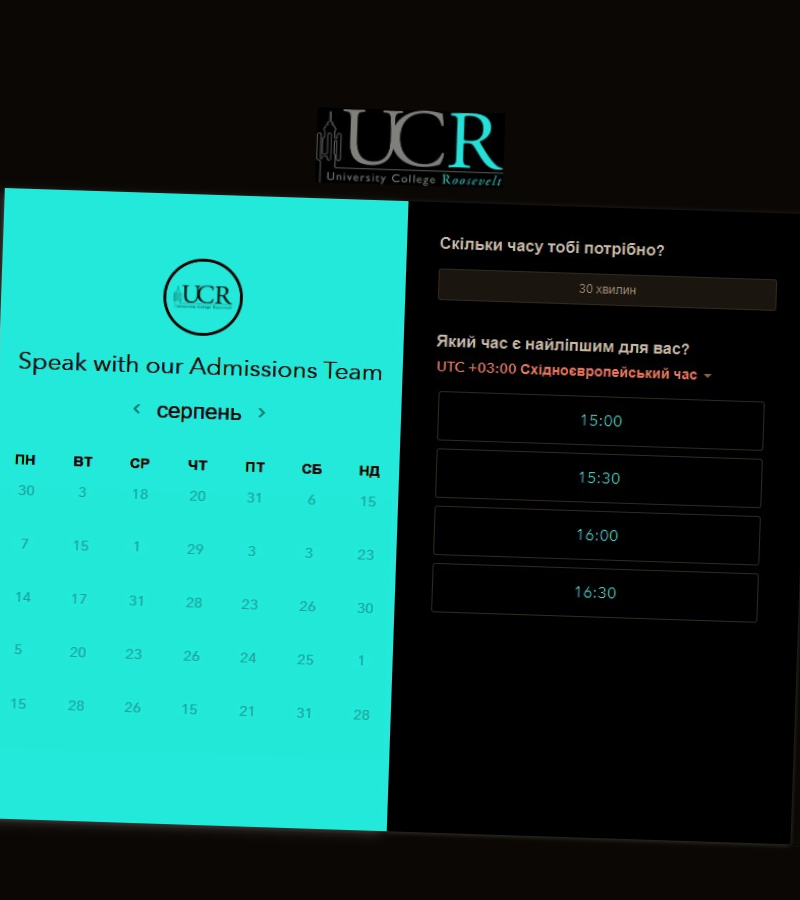 UCR
University College Roosevelt
UCR
Speak with our Admissions Team
серпень
ПН ВТ СР ЧТ ПТ СБ НД
30 3 18 20 31 6 15
7 15 1 29 3 3 23
14 17 31 28 23 26 30
5 20 23 26 24 25 1
15 28 26 15 21 31 28
Скільки часу тобі потрібно?
30 хвилин
Який час є найліпшим для вас?
UTC +03:00 Східноєвропейський час
15:00
15:30
16:00
16:30